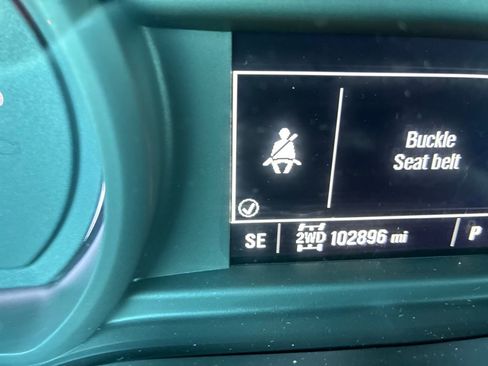 Buckle
Seat belt
SE 2WD 102896 mi P